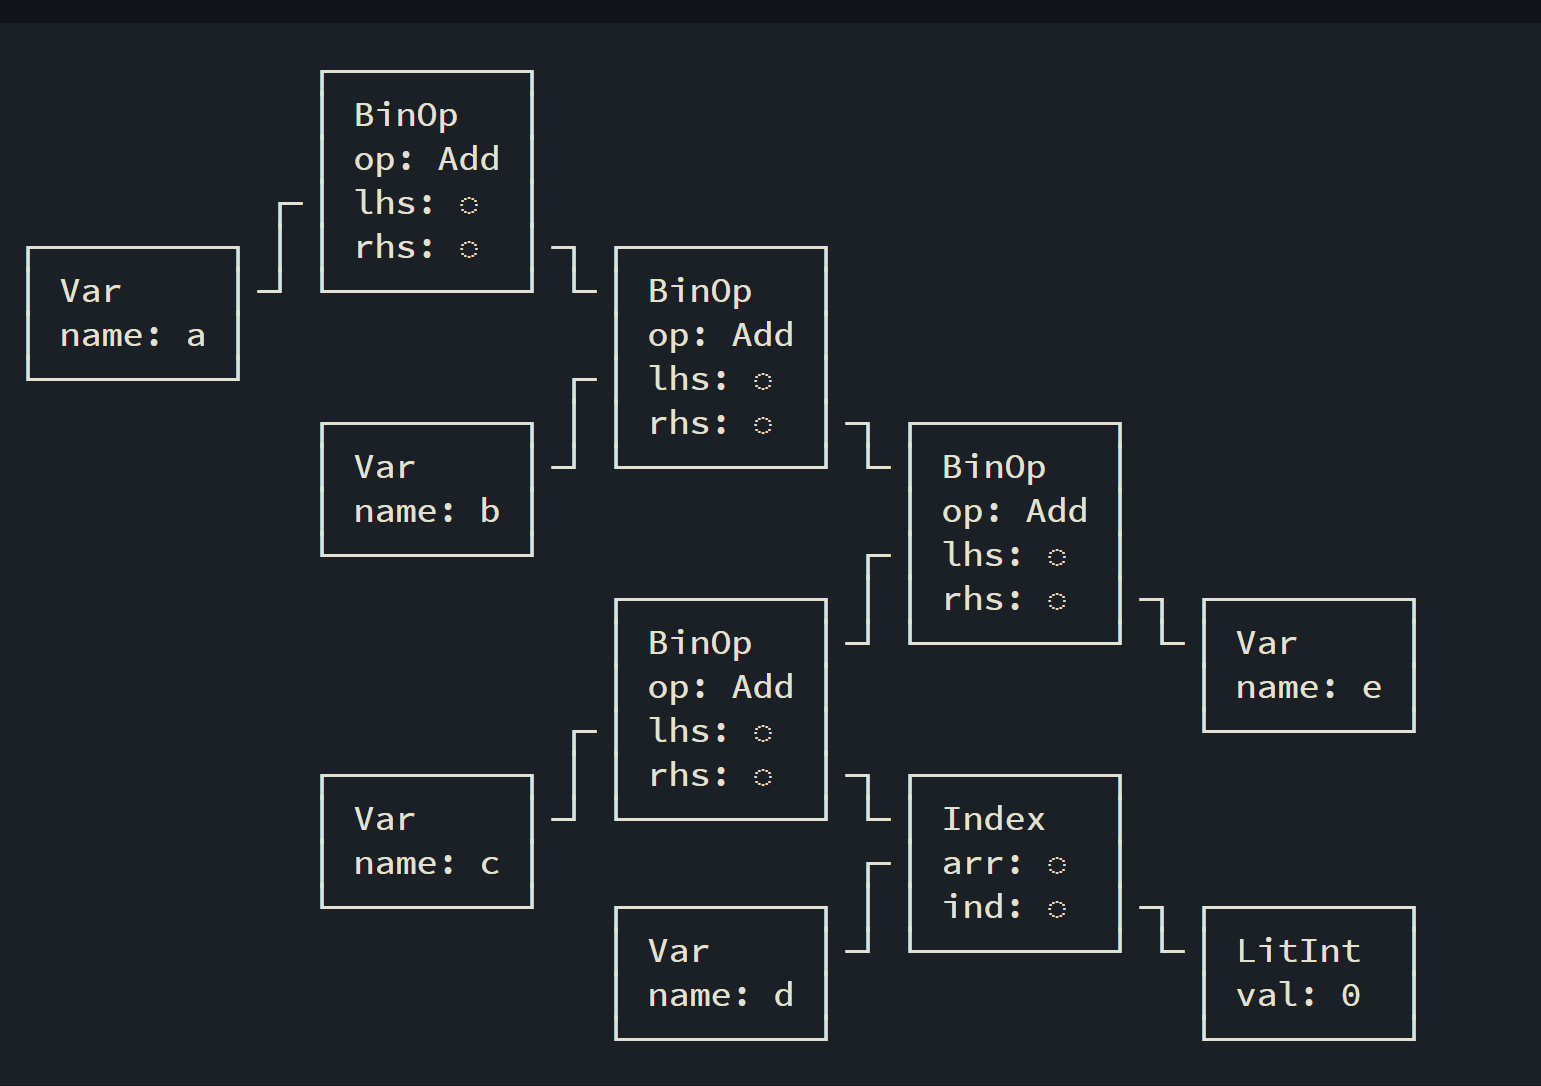 BinOp
op: Add
lhs: ◌
rhs: ◌
Var
name: a
BinOp
op: Add
lhs: ◌
rhs: ◌
Var
name: b
BinOp
op: Add
lhs: ◌
rhs: ◌
BinOp
op: Add
lhs: ◌
rhs: ◌
Var
name: e
Var
name: c
Index
arr: ◌
ind: ◌
Var
name: d
LitInt
val: 0